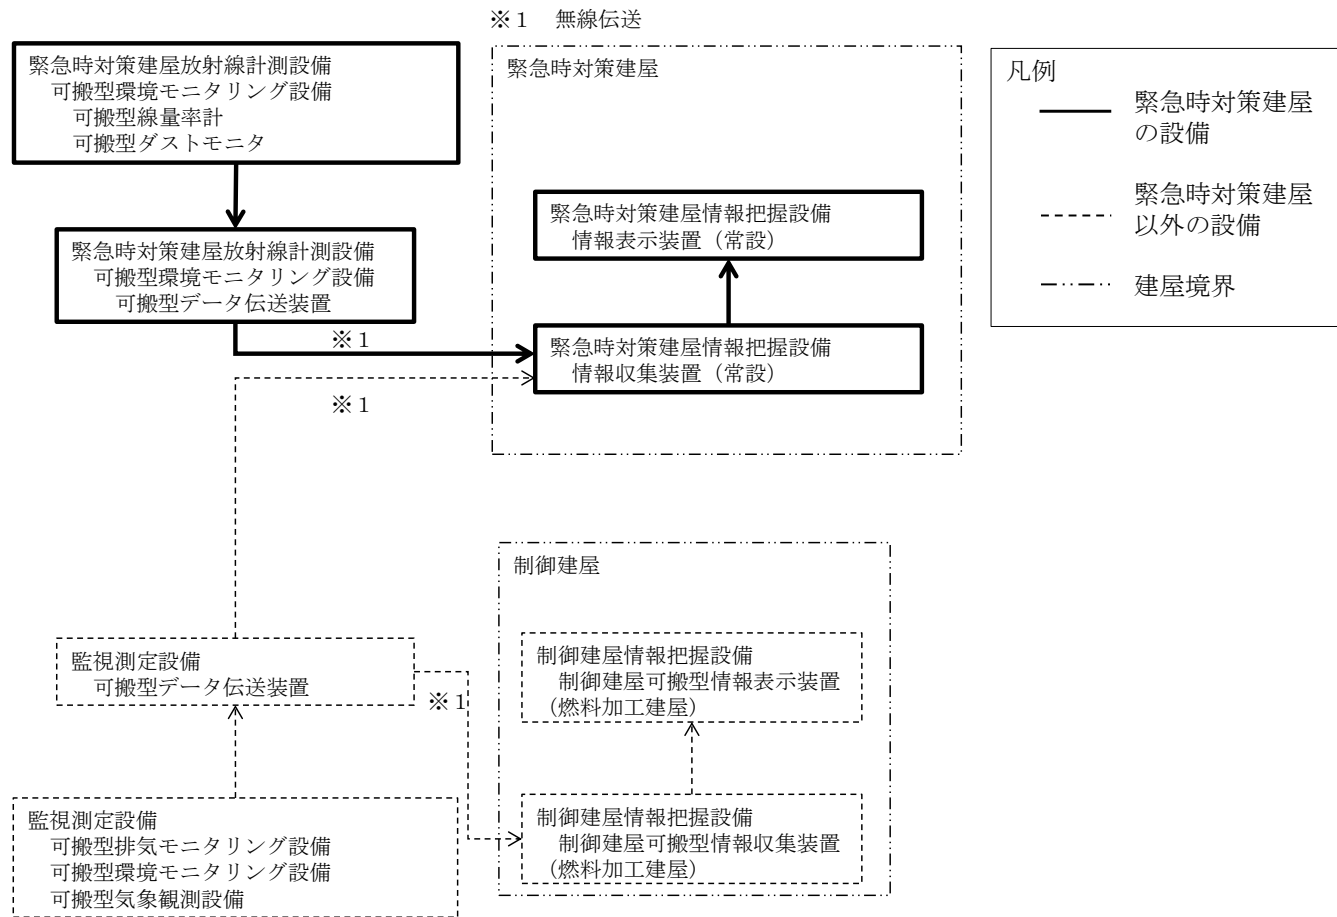 ※１　無線伝送
緊急時対策建屋放射線計測設備
可搬型環境モニタリング設備
可搬型線量率計
可搬型ダストモニタ
緊急時対策建屋放射線計測設備
可搬型環境モニタリング設備
可搬型データ伝送装置
※１
※１
緊急時対策建屋
緊急時対策建屋情報把握設備
情報表示装置（常設）
緊急時対策建屋情報把握設備
情報収集装置（常設）
凡例
緊急時対策建屋
の設備
緊急時対策建屋
以外の設備
建屋境界
監視測定設備
可搬型データ伝送装置
※１
監視測定設備
可搬型排気モニタリング設備
可搬型環境モニタリング設備
可搬型気象観測設備
制御建屋
制御建屋情報把握設備
制御建屋可搬型情報表示装置
（燃料加工建屋）
制御建屋情報把握設備
制御建屋可搬型情報収集装置
（燃料加工建屋）